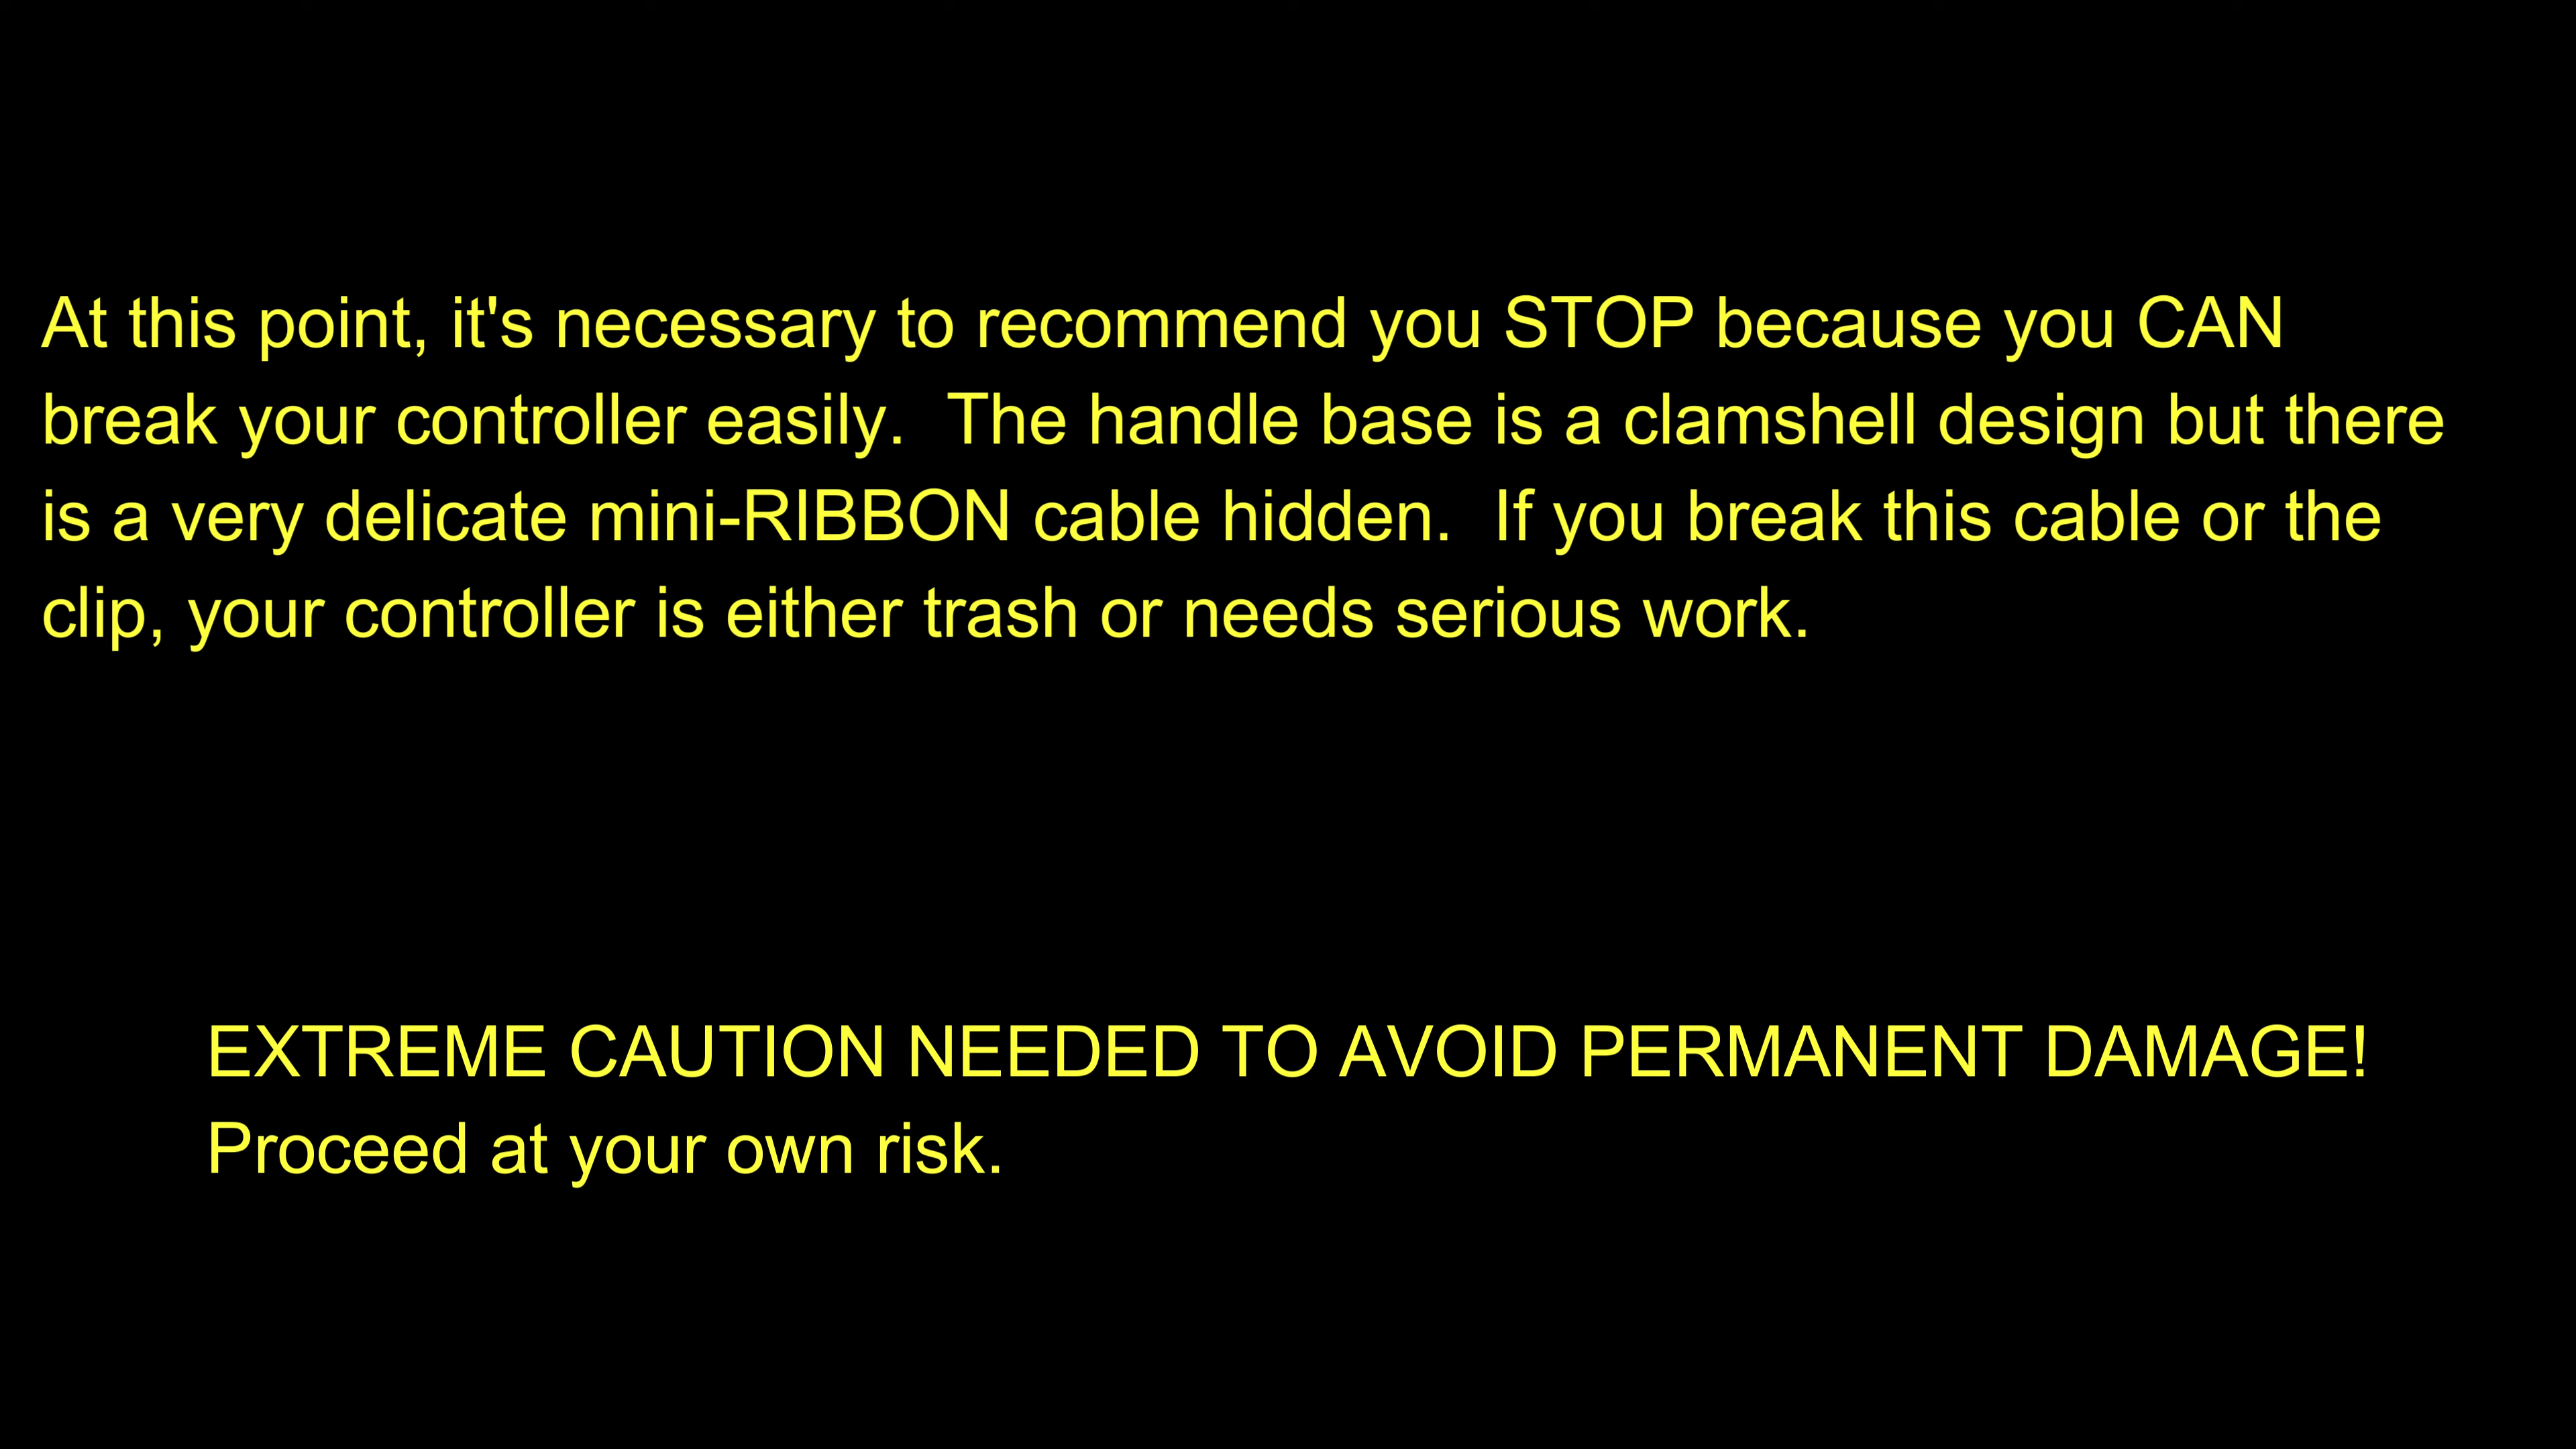 At this point, it's necessary to recommend you STOP because you CAN
break your controller easily.  The handle base is a clamshell design but there
is a very delicate mini-RIBBON cable hidden.  If you break this cable or the
clip, your controller is either trash or needs serious work.
EXTREME CAUTION NEEDED TO AVOID PERMANENT DAMAGE!
Proceed at your own risk.